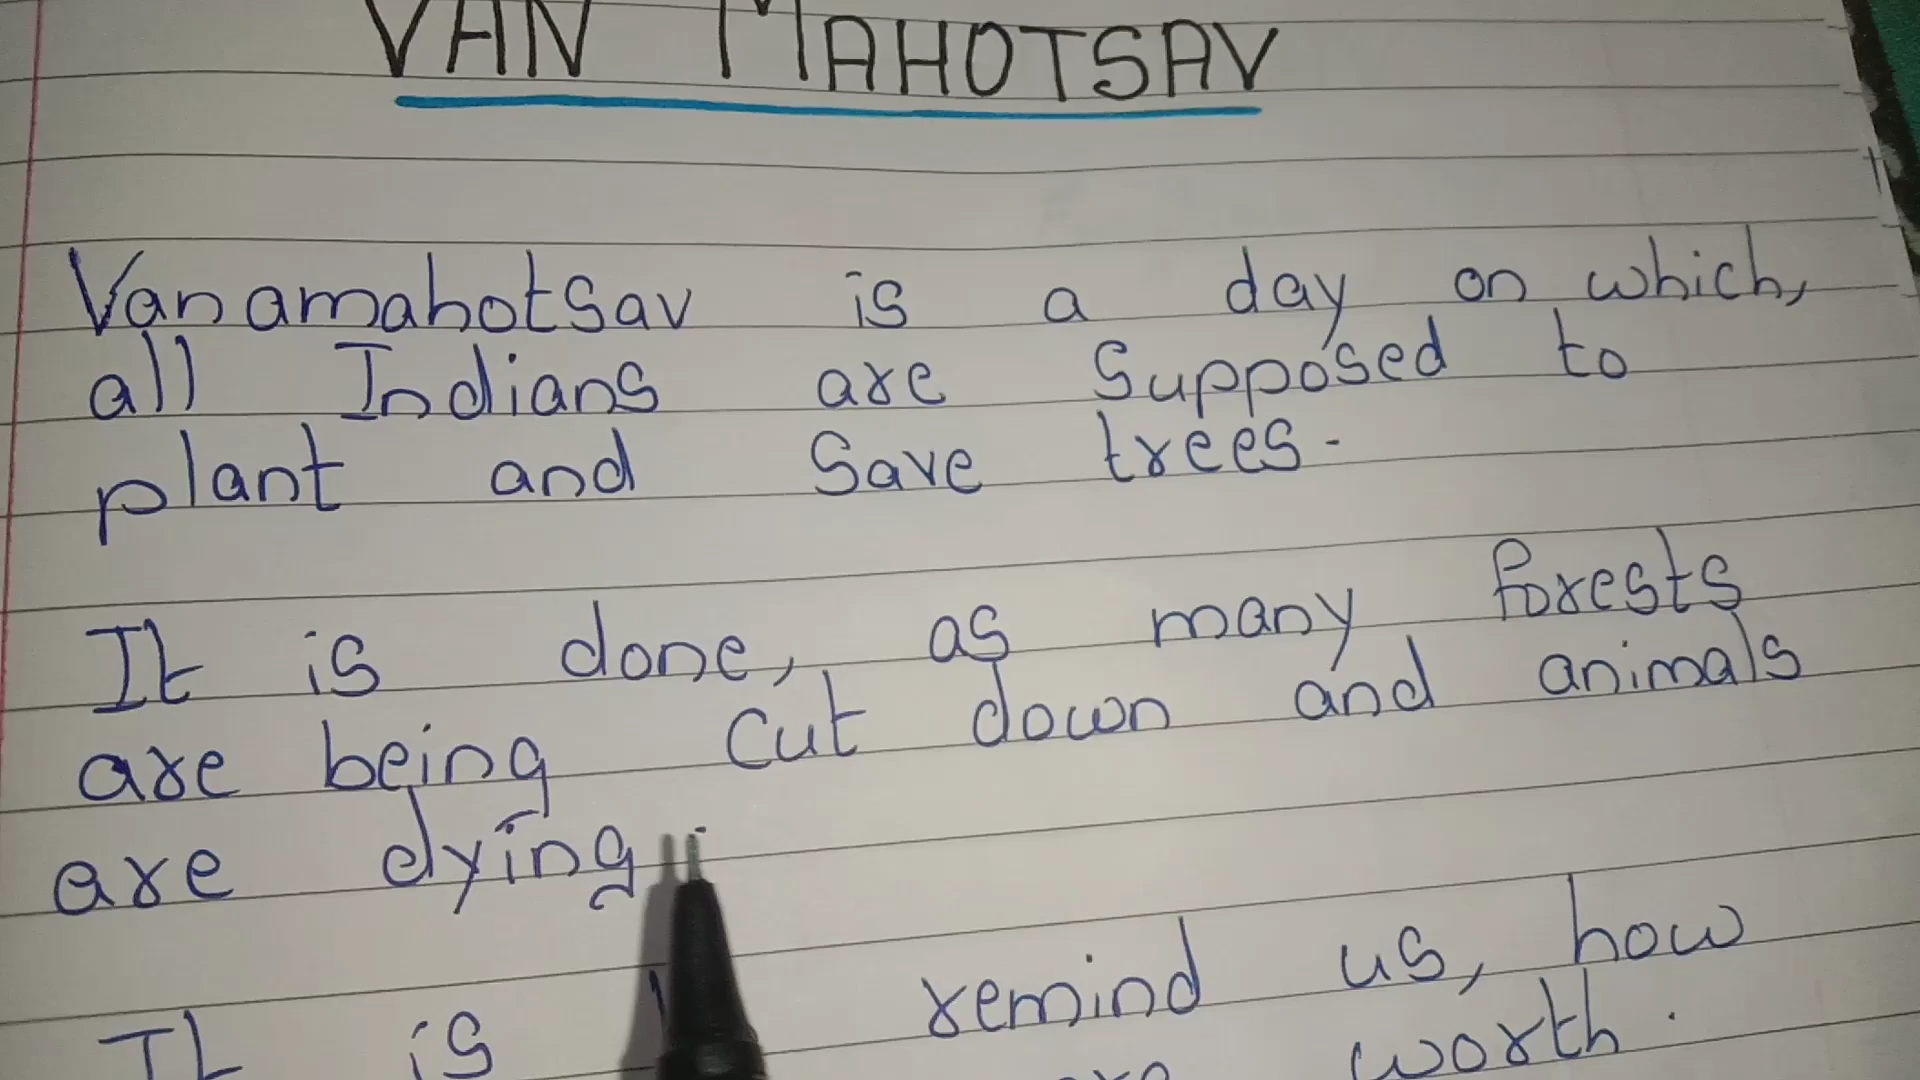 VAN MAHOTSAV
Vanamahotsav is a day on which,
all Indians are Supposed to
plant and Save trees.
It is done, as many forests
are being cut down and animals
are dying.
It is remind us, how
worth.